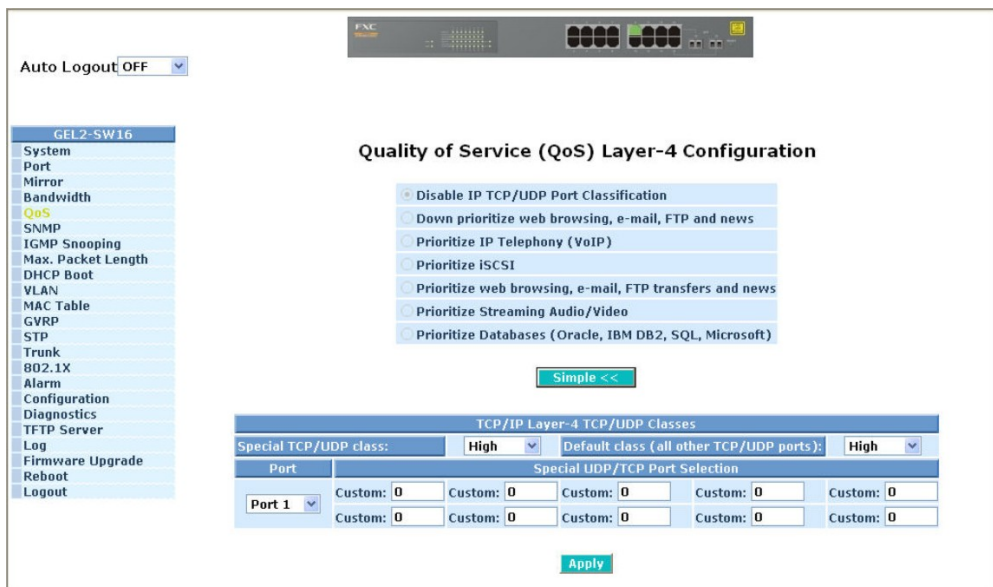 FXC
Auto Logout OFF
GEL2-SW16
System
Port
Mirror
Bandwidth
QoS
SNMP
IGMP Snooping
Max. Packet Length
DHCP Boot
VLAN
MAC Table
GVRP
STP
Trunk
802.1X
Alarm
Configuration
Diagnostics
TFTP Server
Log
Firmware Upgrade
Reboot
Logout
Quality of Service (QoS) Layer-4 Configuration
Disable IP TCP/UDP Port Classification
Down prioritize web browsing, e-mail, FTP and news
Prioritize IP Telephony (VoIP)
Prioritize iSCSI
Prioritize web browsing, e-mail, FTP transfers and news
Prioritize Streaming Audio/Video
Prioritize Databases (Oracle, IBM DB2, SQL, Microsoft)
Simple <<
TCP/IP Layer-4 TCP/UDP Classes
Special TCP/UDP class: High Default class (all other TCP/UDP ports): High
Port Special UDP/TCP Port Selection
Port 1
Custom: 0 Custom: 0 Custom: 0 Custom: 0 Custom: 0
Custom: 0 Custom: 0 Custom: 0 Custom: 0 Custom: 0
Apply